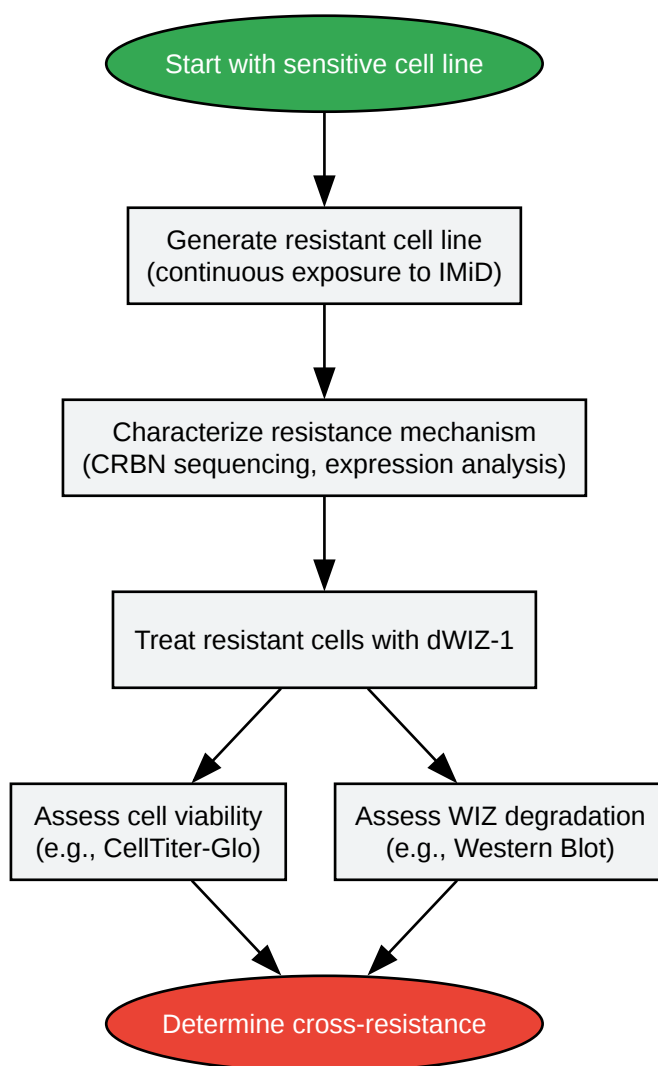 Start with sensitive cell line
Generate resistant cell line
(continuous exposure to IMiD)
Characterize resistance mechanism
(CRBN sequencing, expression analysis)
Treat resistant cells with dWIZ-1
Assess cell viability
(e.g., CellTiter-Glo)
Assess WIZ degradation
(e.g., Western Blot)
Determine cross-resistance